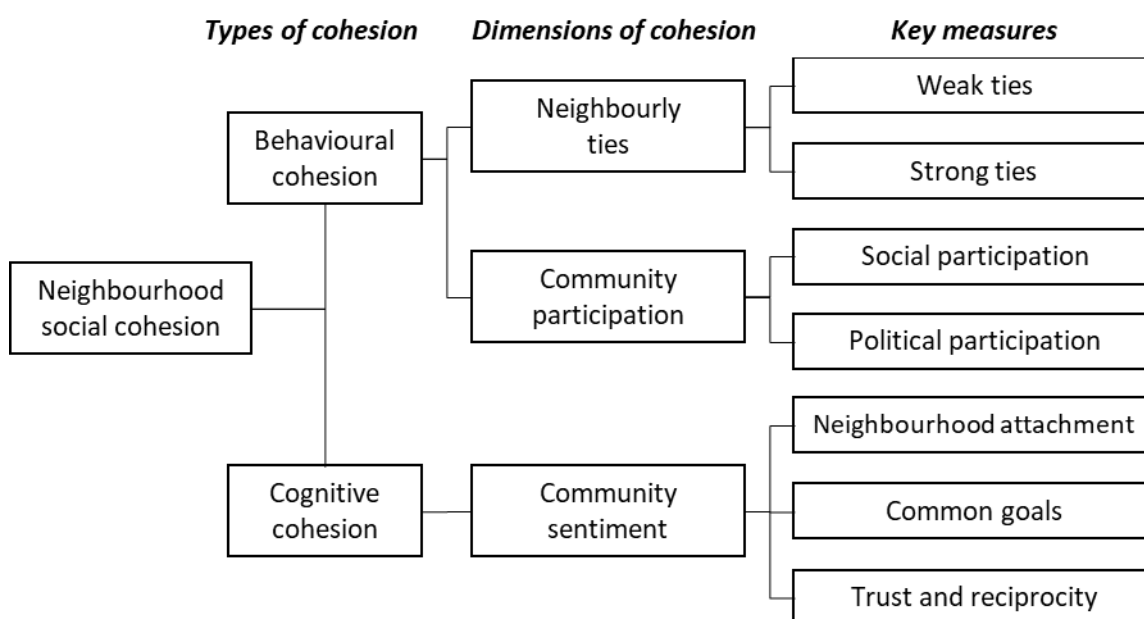 Types of cohesion
Dimensions of cohesion
Key measures
Neighbourhood
social cohesion
Behavioural
cohesion
Cognitive
cohesion
Neighbourly
ties
Community
participation
Community
sentiment
Weak ties
Strong ties
Social participation
Political participation
Neighbourhood attachment
Common goals
Trust and reciprocity